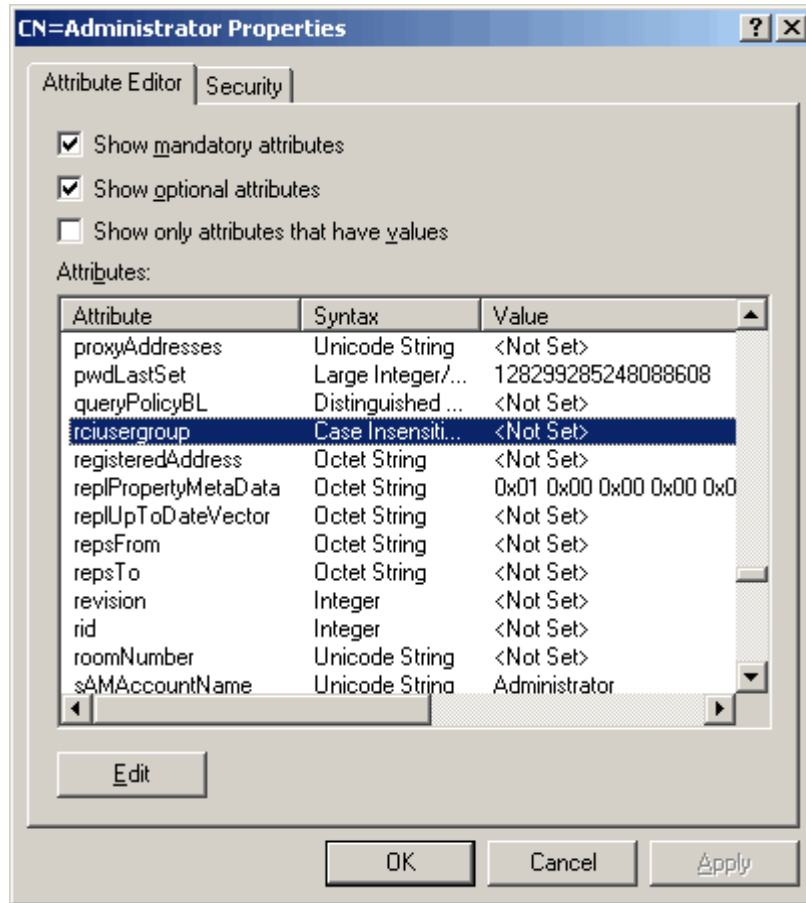 CN=Administrator Properties
Attribute Editor Security
Show mandatory attributes
Show optional attributes
Show only attributes that have values
Attributes:
Attribute Syntax Value
proxyAddresses Unicode String <Not Set>
pwdLastSet Large Integer/... 128299285248088608
queryPolicyBL Distinguished ... <Not Set>
rciusergroup Case Insensiti... <Not Set>
registeredAddress Octet String <Not Set>
replPropertyMetaData Octet String 0x01 0x00 0x00 0x00 0x0
replUpToDateVector Octet String <Not Set>
repsFrom Octet String <Not Set>
repsTo Octet String <Not Set>
revision Integer <Not Set>
rid Integer <Not Set>
roomNumber Unicode String <Not Set>
sAMAccountName Unicode String Administrator
Edit
OK Cancel Apply